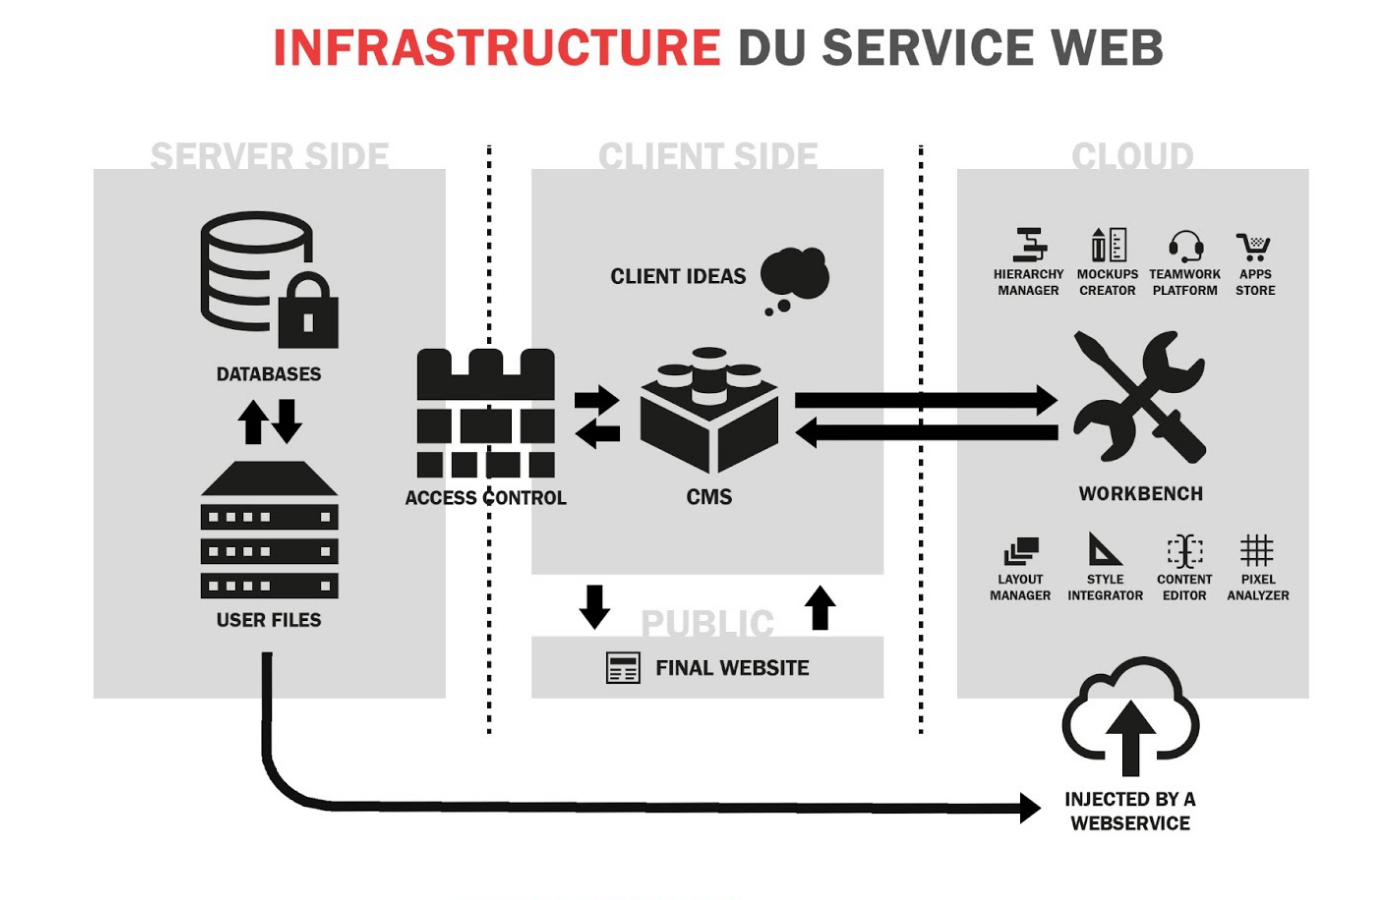 INFRASTRUCTURE DU SERVICE WEB
SERVER SIDE
DATABASES
USER FILES
ACCESS CONTROL
CLIENT SIDE
CLIENT IDEAS
CMS
PUBLIC
FINAL WEBSITE
CLOUD
HIERARCHY
MANAGER
MOCKUPS
CREATOR
TEAMWORK
PLATFORM
APPS
STORE
WORKBENCH
LAYOUT
MANAGER
STYLE
INTEGRATOR
CONTENT
EDITOR
PIXEL
ANALYZER
INJECTED BY A
WEBSERVICE